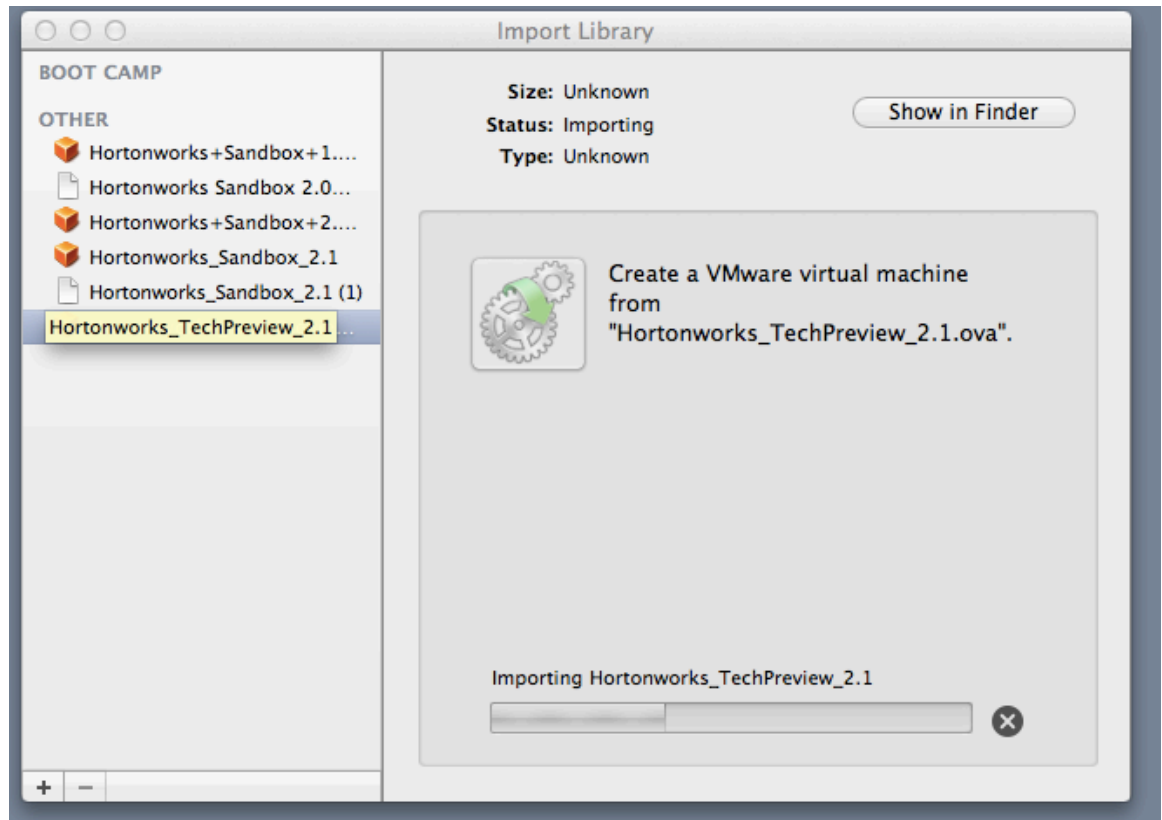 Import Library
BOOT CAMP
OTHER
Hortonworks+Sandbox+1....
Hortonworks Sandbox 2.0...
Hortonworks+Sandbox+2....
Hortonworks_Sandbox_2.1
Hortonworks_Sandbox_2.1 (1)
Hortonworks_TechPreview_2.1 ...
Size: Unknown
Status: Importing
Type: Unknown
Show in Finder
Create a VMware virtual machine
from
"Hortonworks_TechPreview_2.1.ova".
Importing Hortonworks_TechPreview_2.1